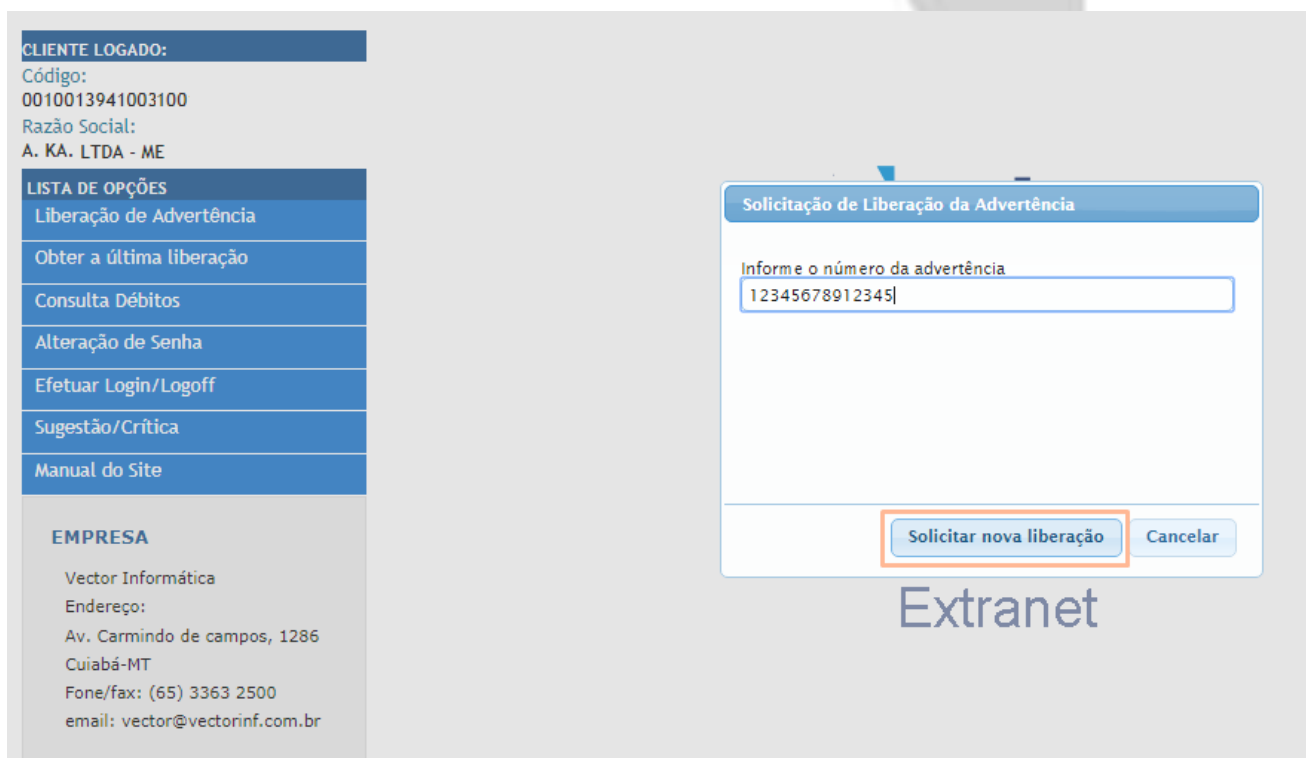 CLIENTE LOGADO:
Código:
0010013941003100
Razão Social:
A. KA. LTDA - ME
LISTA DE OPÇÕES
Liberação de Advertência
Obter a última liberação
Consulta Débitos
Alteração de Senha
Efetuar Login/Logoff
Sugestão/Crítica
Manual do Site
EMPRESA
Vector Informática
Endereço:
Av. Carmindo de campos, 1286
Cuiabá-MT
Fone/fax: (65) 3363 2500
email: vector@vectorinf.com.br
Solicitação de Liberação da Advertência
Informe o número da advertência
12345678912345
Solicitar nova liberação
Cancelar
Extranet